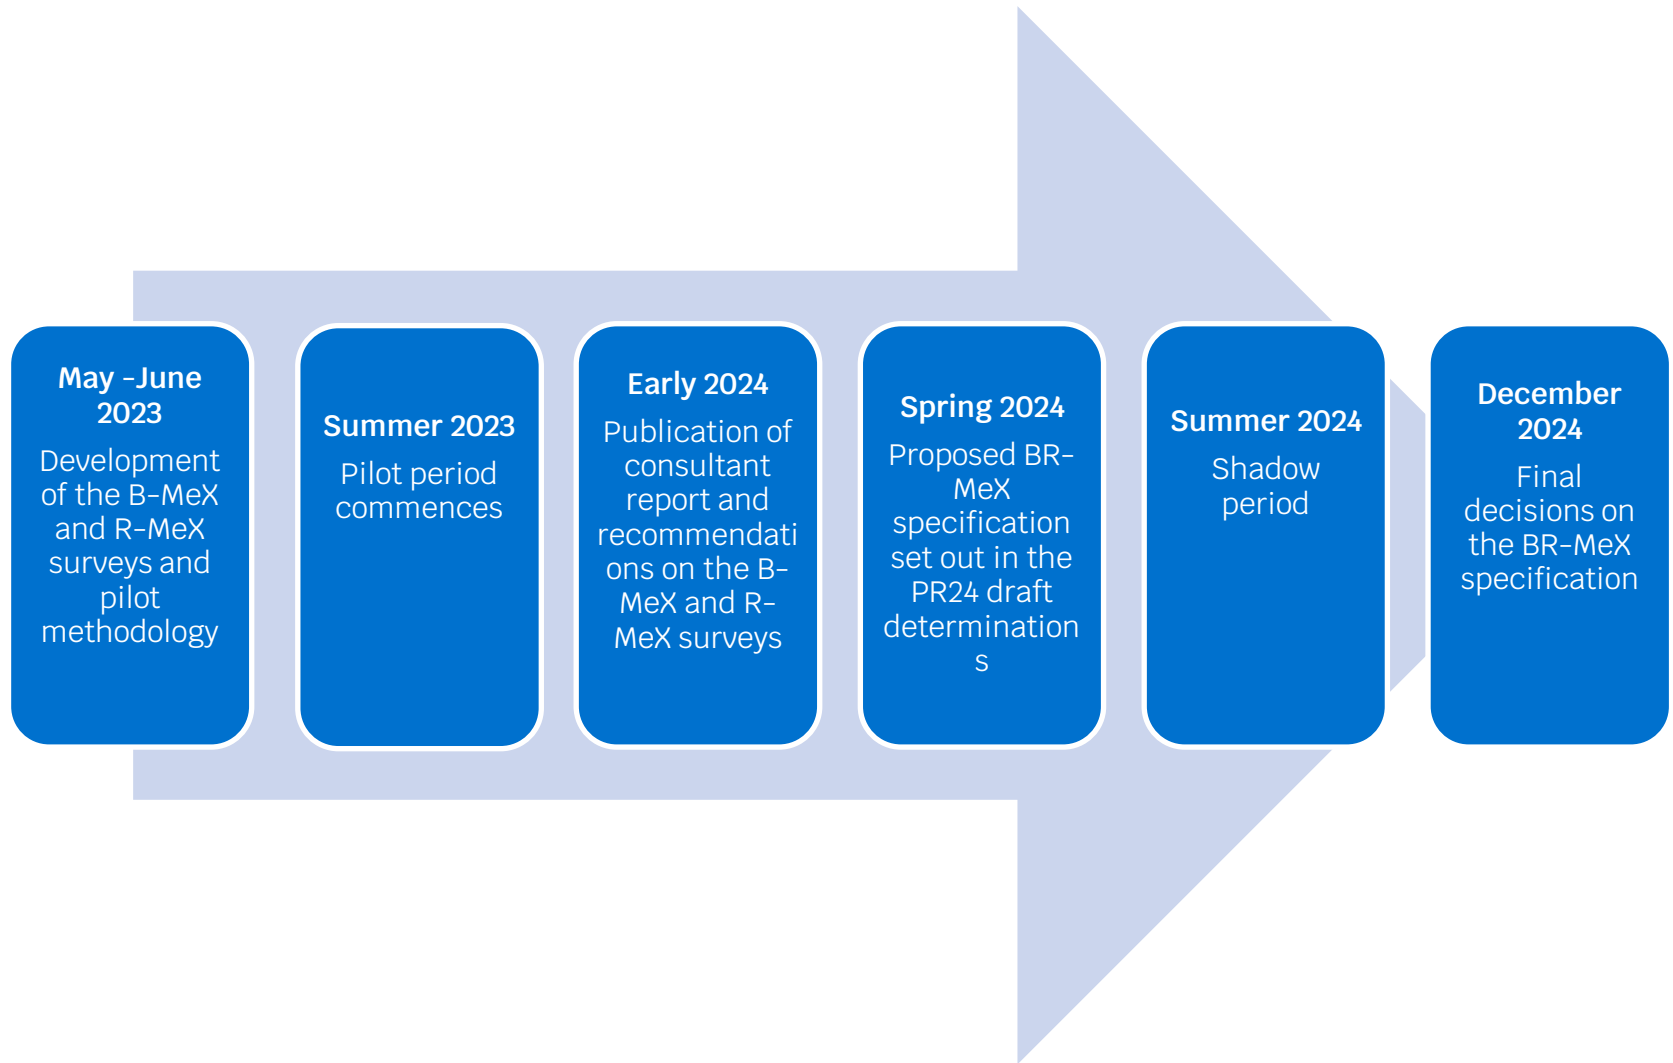 May -June
2023
Development
of the B-MeX
and R-MeX
surveys and
pilot
methodology
Summer 2023
Pilot period
commences
Early 2024
Publication of
consultant
report and
recommendati
ons on the B-
MeX and R-
MeX surveys
Spring 2024
Proposed BR-
MeX
specification
set out in the
PR24 draft
determination
s
Summer 2024
Shadow
period
December
2024
Final
decisions on
the BR-MeX
specification